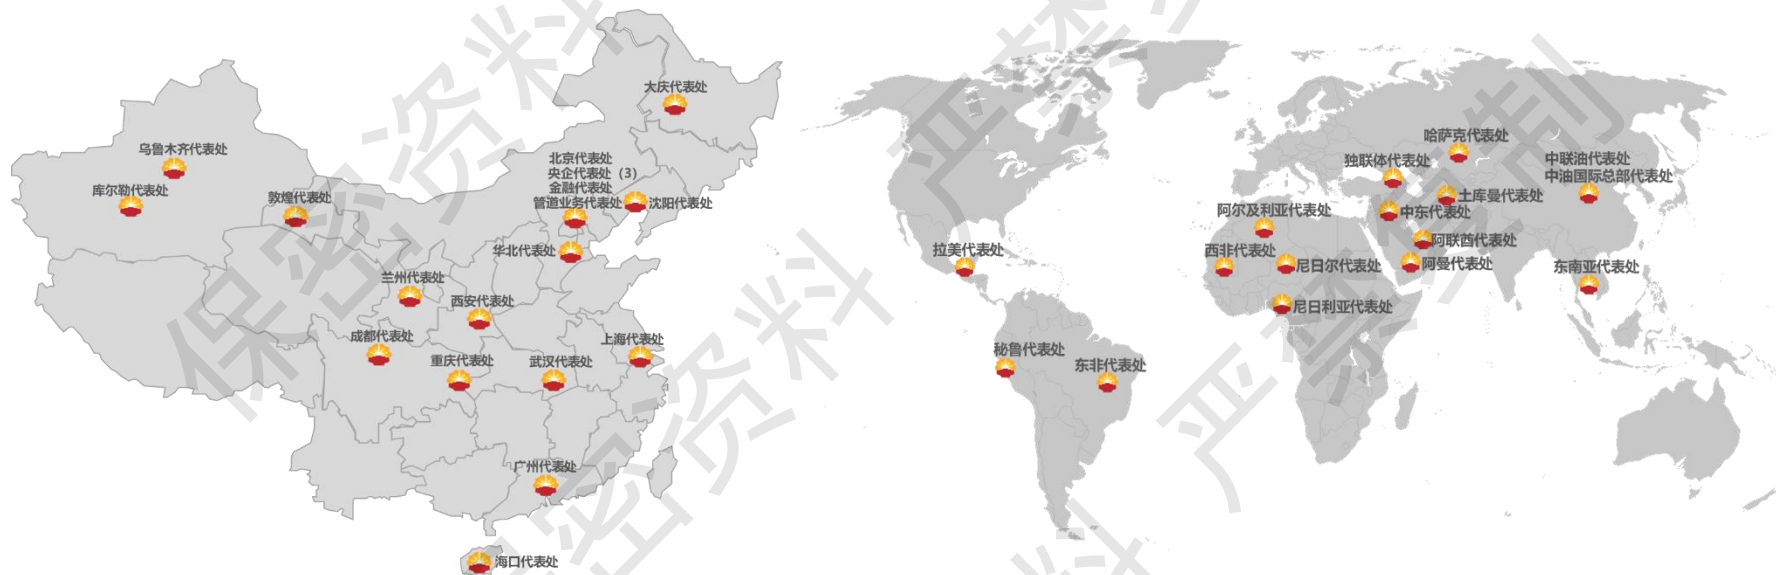 大庆代表处
乌鲁木齐代表处
库尔勒代表处
敦煌代表处
北京代表处
央企代表处（3）
金融代表处
管道业务代表处
沈阳代表处
华北代表处
兰州代表处
西安代表处
成都代表处
重庆代表处
武汉代表处
上海代表处
广州代表处
海口代表处
哈萨克代表处
独联体代表处
中联油代表处
中油国际总部代表处
土库曼代表处
中东代表处
阿尔及利亚代表处
阿联酋代表处
拉美代表处
西非代表处
尼日尔代表处
阿曼代表处
东南亚代表处
尼日利亚代表处
秘鲁代表处
东非代表处
保密资料 严禁复制
保密资料 严禁